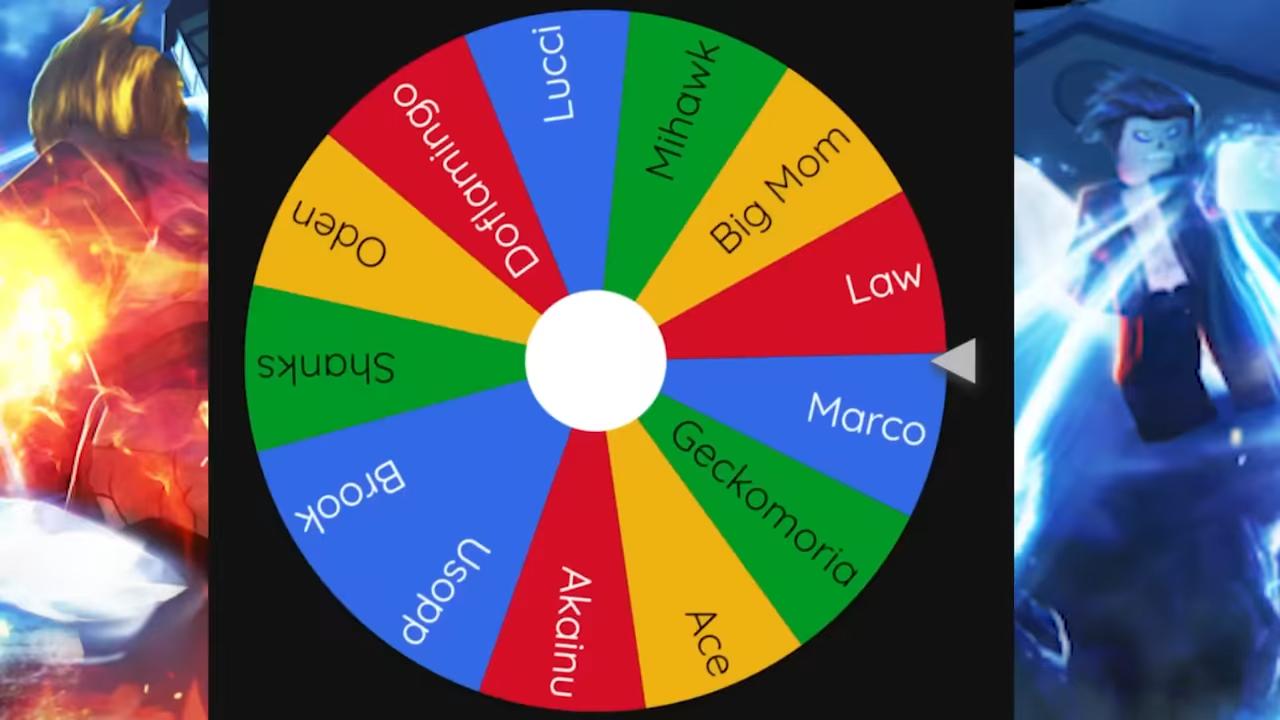 Lucci
Mihawk
Big Mom
Law
Marco
Geckomoria
Ace
Akainu
Usopp
Brook
Shanks
Oden
Doflamingo